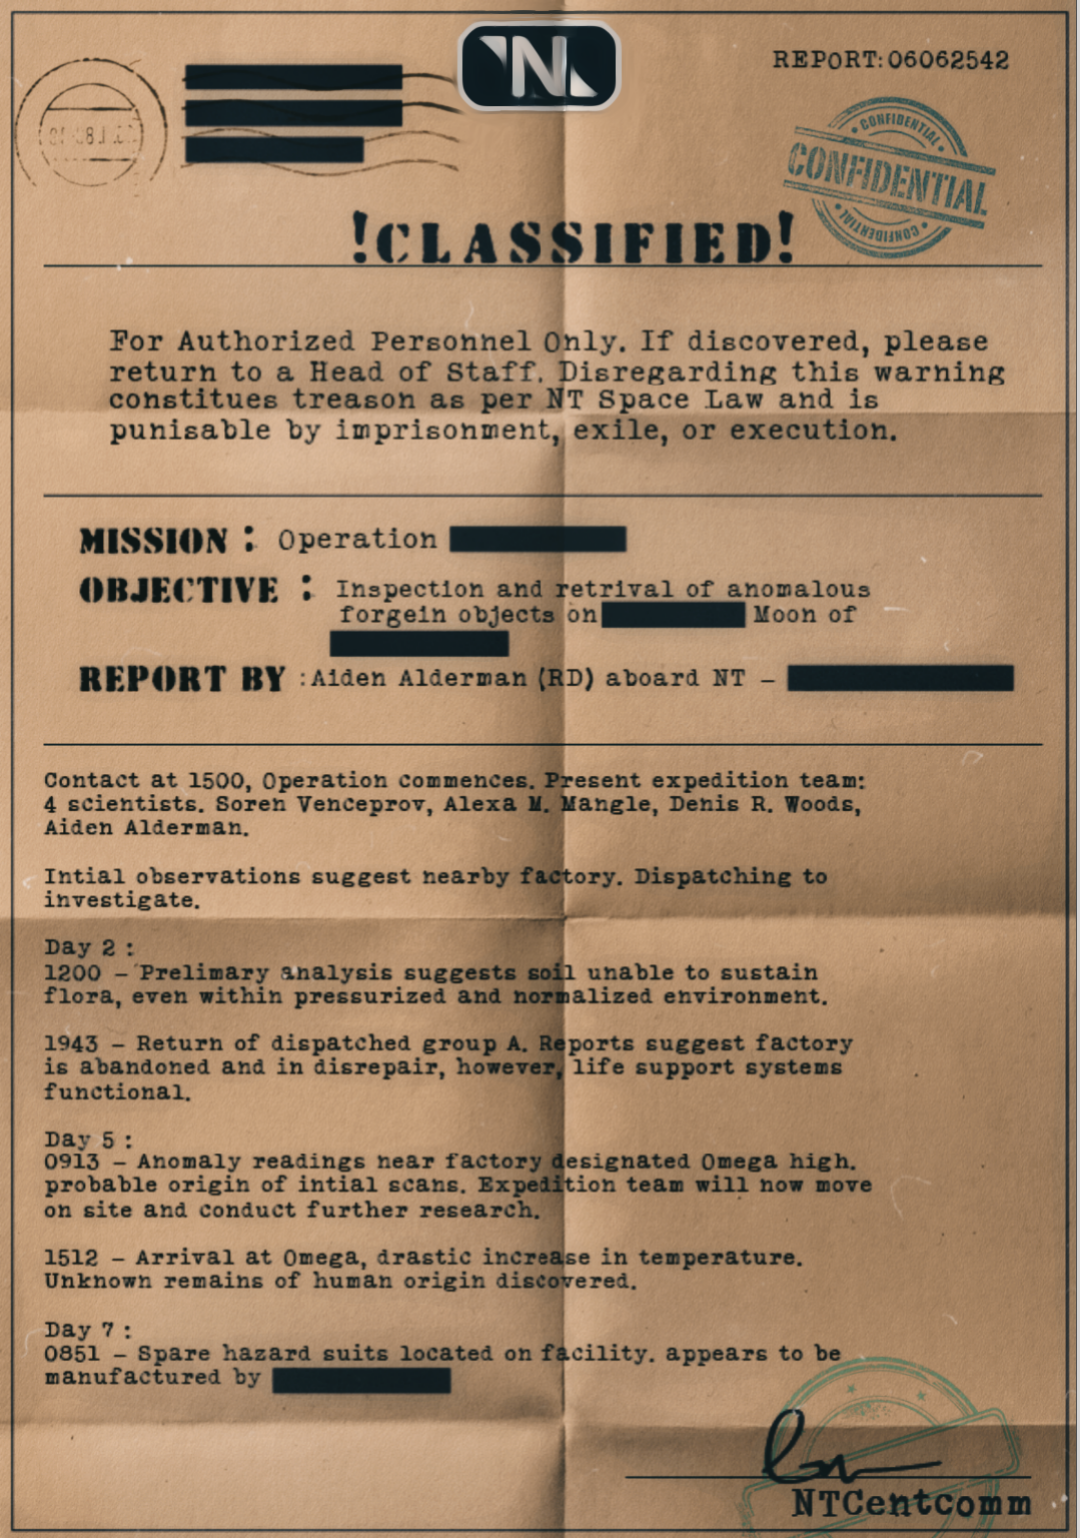 N
REPORT:06062542
CONFIDENTIAL
CONFIDENTIAL
CONFIDENTIAL
!CLASSIFIED!
For Authorized Personnel Only. If discovered, please
return to a Head of Staff. Disregarding this warning
constitues treason as per NT Space Law and is
punisable by imprisonment, exile, or execution.
MISSION : Operation
OBJECTIVE : Inspection and retrival of anomalous
forgein objects on Moon of
REPORT BY :Aiden Alderman (RD) aboard NT –
Contact at 1500, Operation commences. Present expedition team:
4 scientists. Soren Venceprov, Alexa M. Mangle, Denis R. Woods,
Aiden Alderman.
Intial observations suggest nearby factory. Dispatching to
investigate.
Day 2 :
1200 – Prelimary analysis suggests soil unable to sustain
flora, even within pressurized and normalized environment.
1943 – Return of dispatched group A. Reports suggest factory
is abandoned and in disrepair, however, life support systems
functional.
Day 5 :
0913 – Anomaly readings near factory designated Omega high.
probable origin of intial scans. Expedition team will now move
on site and conduct further research.
1512 – Arrival at Omega, drastic increase in temperature.
Unknown remains of human origin discovered.
Day 7 :
0851 – Spare hazard suits located on facility. appears to be
manufactured by
NTCentcomm